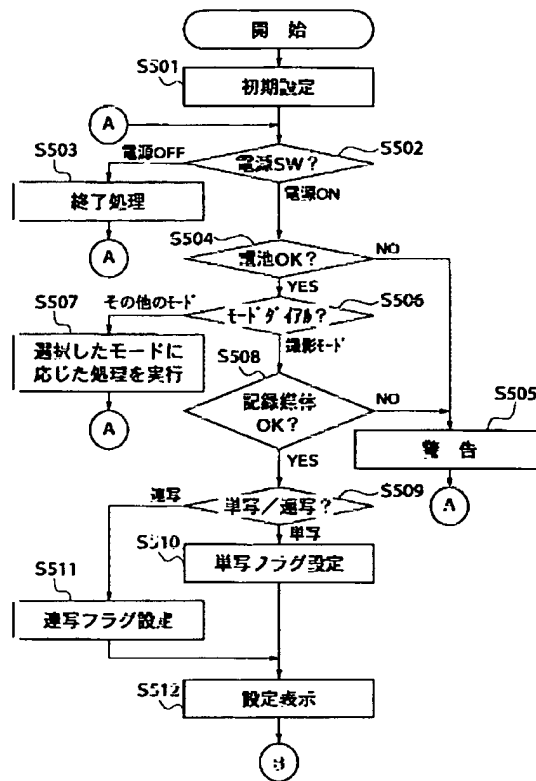 開 始
S501
初期設定
A
S502
電源SW？
S503
電源OFF
電源ON
終了処理
A
S504
電池OK？
NO
YES
S506
S507
その他のモード
モードダイアル？
撮影モード
選択したモードに
応じた処理を実行
S508
A
記録媒体
OK？
NO
S505
YES
警 告
A
S509
連写
単写／連写？
単写
S510
単写フラグ設定
S511
連写フラグ設定
S512
設定表示
B